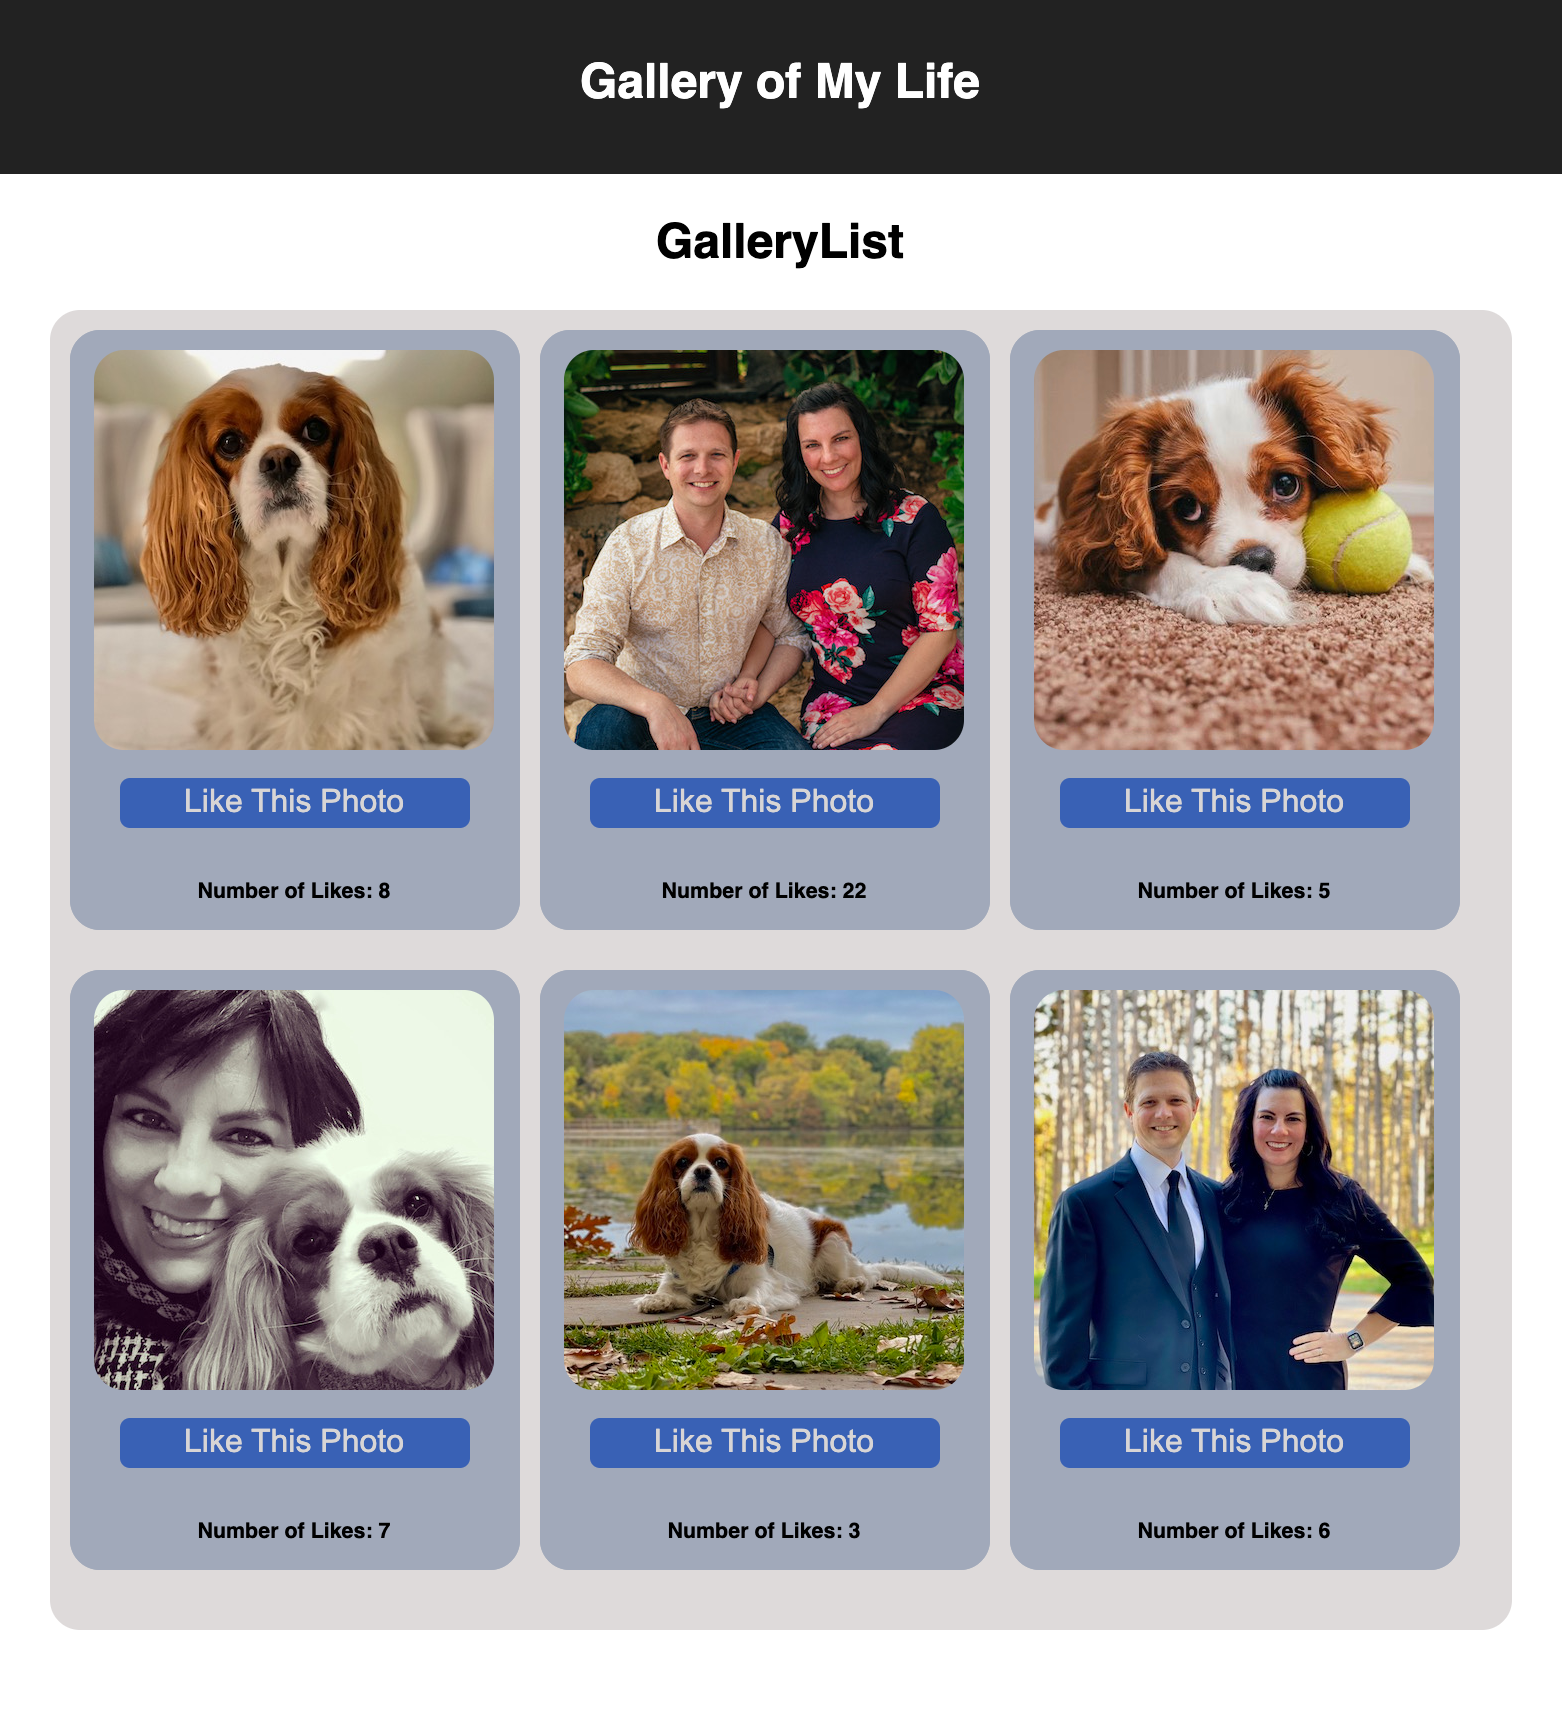 Gallery of My Life
GalleryList
Like This Photo
Like This Photo
Like This Photo
Number of Likes: 8
Number of Likes: 22
Number of Likes: 5
Like This Photo
Like This Photo
Like This Photo
Number of Likes: 7
Number of Likes: 3
Number of Likes: 6